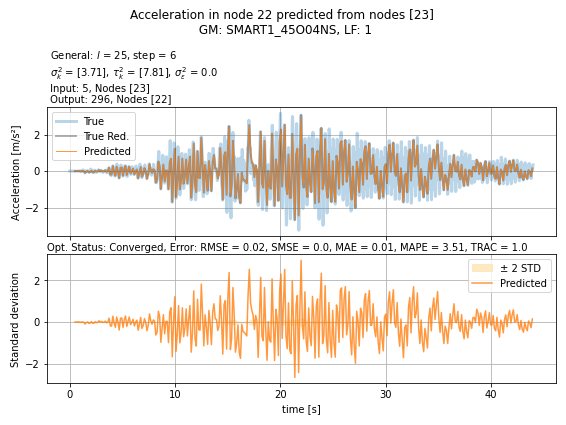 Acceleration in node 22 predicted from nodes [23]
GM: SMART1_45O04NS, LF: 1
General: l = 25, step = 6
σ²ₖ = [3.71], τ²ₖ = [7.81], σ²ε = 0.0
Input: 5, Nodes [23]
Output: 296, Nodes [22]
True
True Red.
Predicted
Acceleration [m/s²]
2
0
−2
Opt. Status: Converged, Error: RMSE = 0.02, SMSE = 0.0, MAE = 0.01, MAPE = 3.51, TRAC = 1.0
± 2 STD
Predicted
Standard deviation
2
0
−2
0 10 20 30 40
time [s]